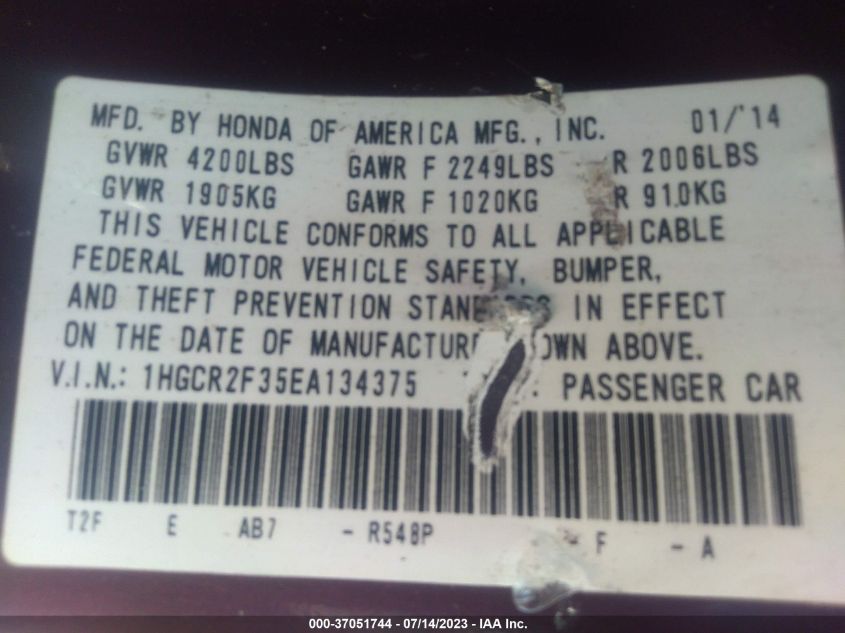 MFD. BY HONDA OF AMERICA MFG., INC. 01/'14
GVWR 4200LBS GAWR F 2249LBS R 2006LBS
GVWR 1905KG GAWR F 1020KG R 910KG
THIS VEHICLE CONFORMS TO ALL APPLICABLE
FEDERAL MOTOR VEHICLE SAFETY, BUMPER,
AND THEFT PREVENTION STANDARDS IN EFFECT
ON THE DATE OF MANUFACTURE ABOVE.
V.I.N.: 1HGCR2F35EA134375 PASSENGER CAR
T2F E AB7 - R548P - F - A
000-37051744 - 07/14/2023 - IAA Inc.